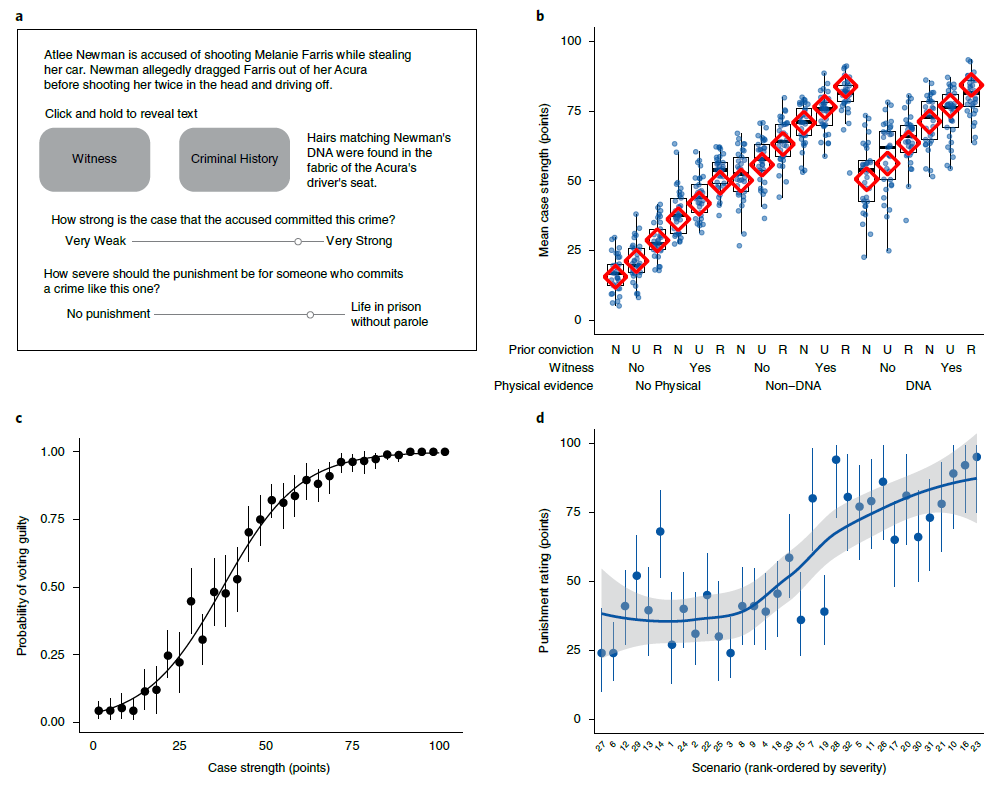 a
Atlee Newman is accused of shooting Melanie Farris while stealing
her car. Newman allegedly dragged Farris out of her Acura
before shooting her twice in the head and driving off.
Click and hold to reveal text
Witness
Criminal History
Hairs matching Newman's
DNA were found in the
fabric of the Acura's
driver's seat.
How strong is the case that the accused committed this crime?
Very Weak
Very Strong
How severe should the punishment be for someone who commits
a crime like this one?
No punishment
Life in prison
without parole
b
Mean case strength (points)
100
75
50
25
0
Prior conviction N U R N U R N U R N U R N U R N U R
Witness No Yes No Yes No Yes
Physical evidence No Physical Non–DNA DNA
c
Probability of voting guilty
1.00
0.75
0.50
0.25
0.00
0 25 50 75 100
Case strength (points)
d
Punishment rating (points)
100
75
50
25
0
27 6 12 29 13 14 1 24 2 22 25 3 8 9 4 18 33 15 7 19 28 32 5 11 26 17 20 30 31 21 10 16 23
Scenario (rank-ordered by severity)